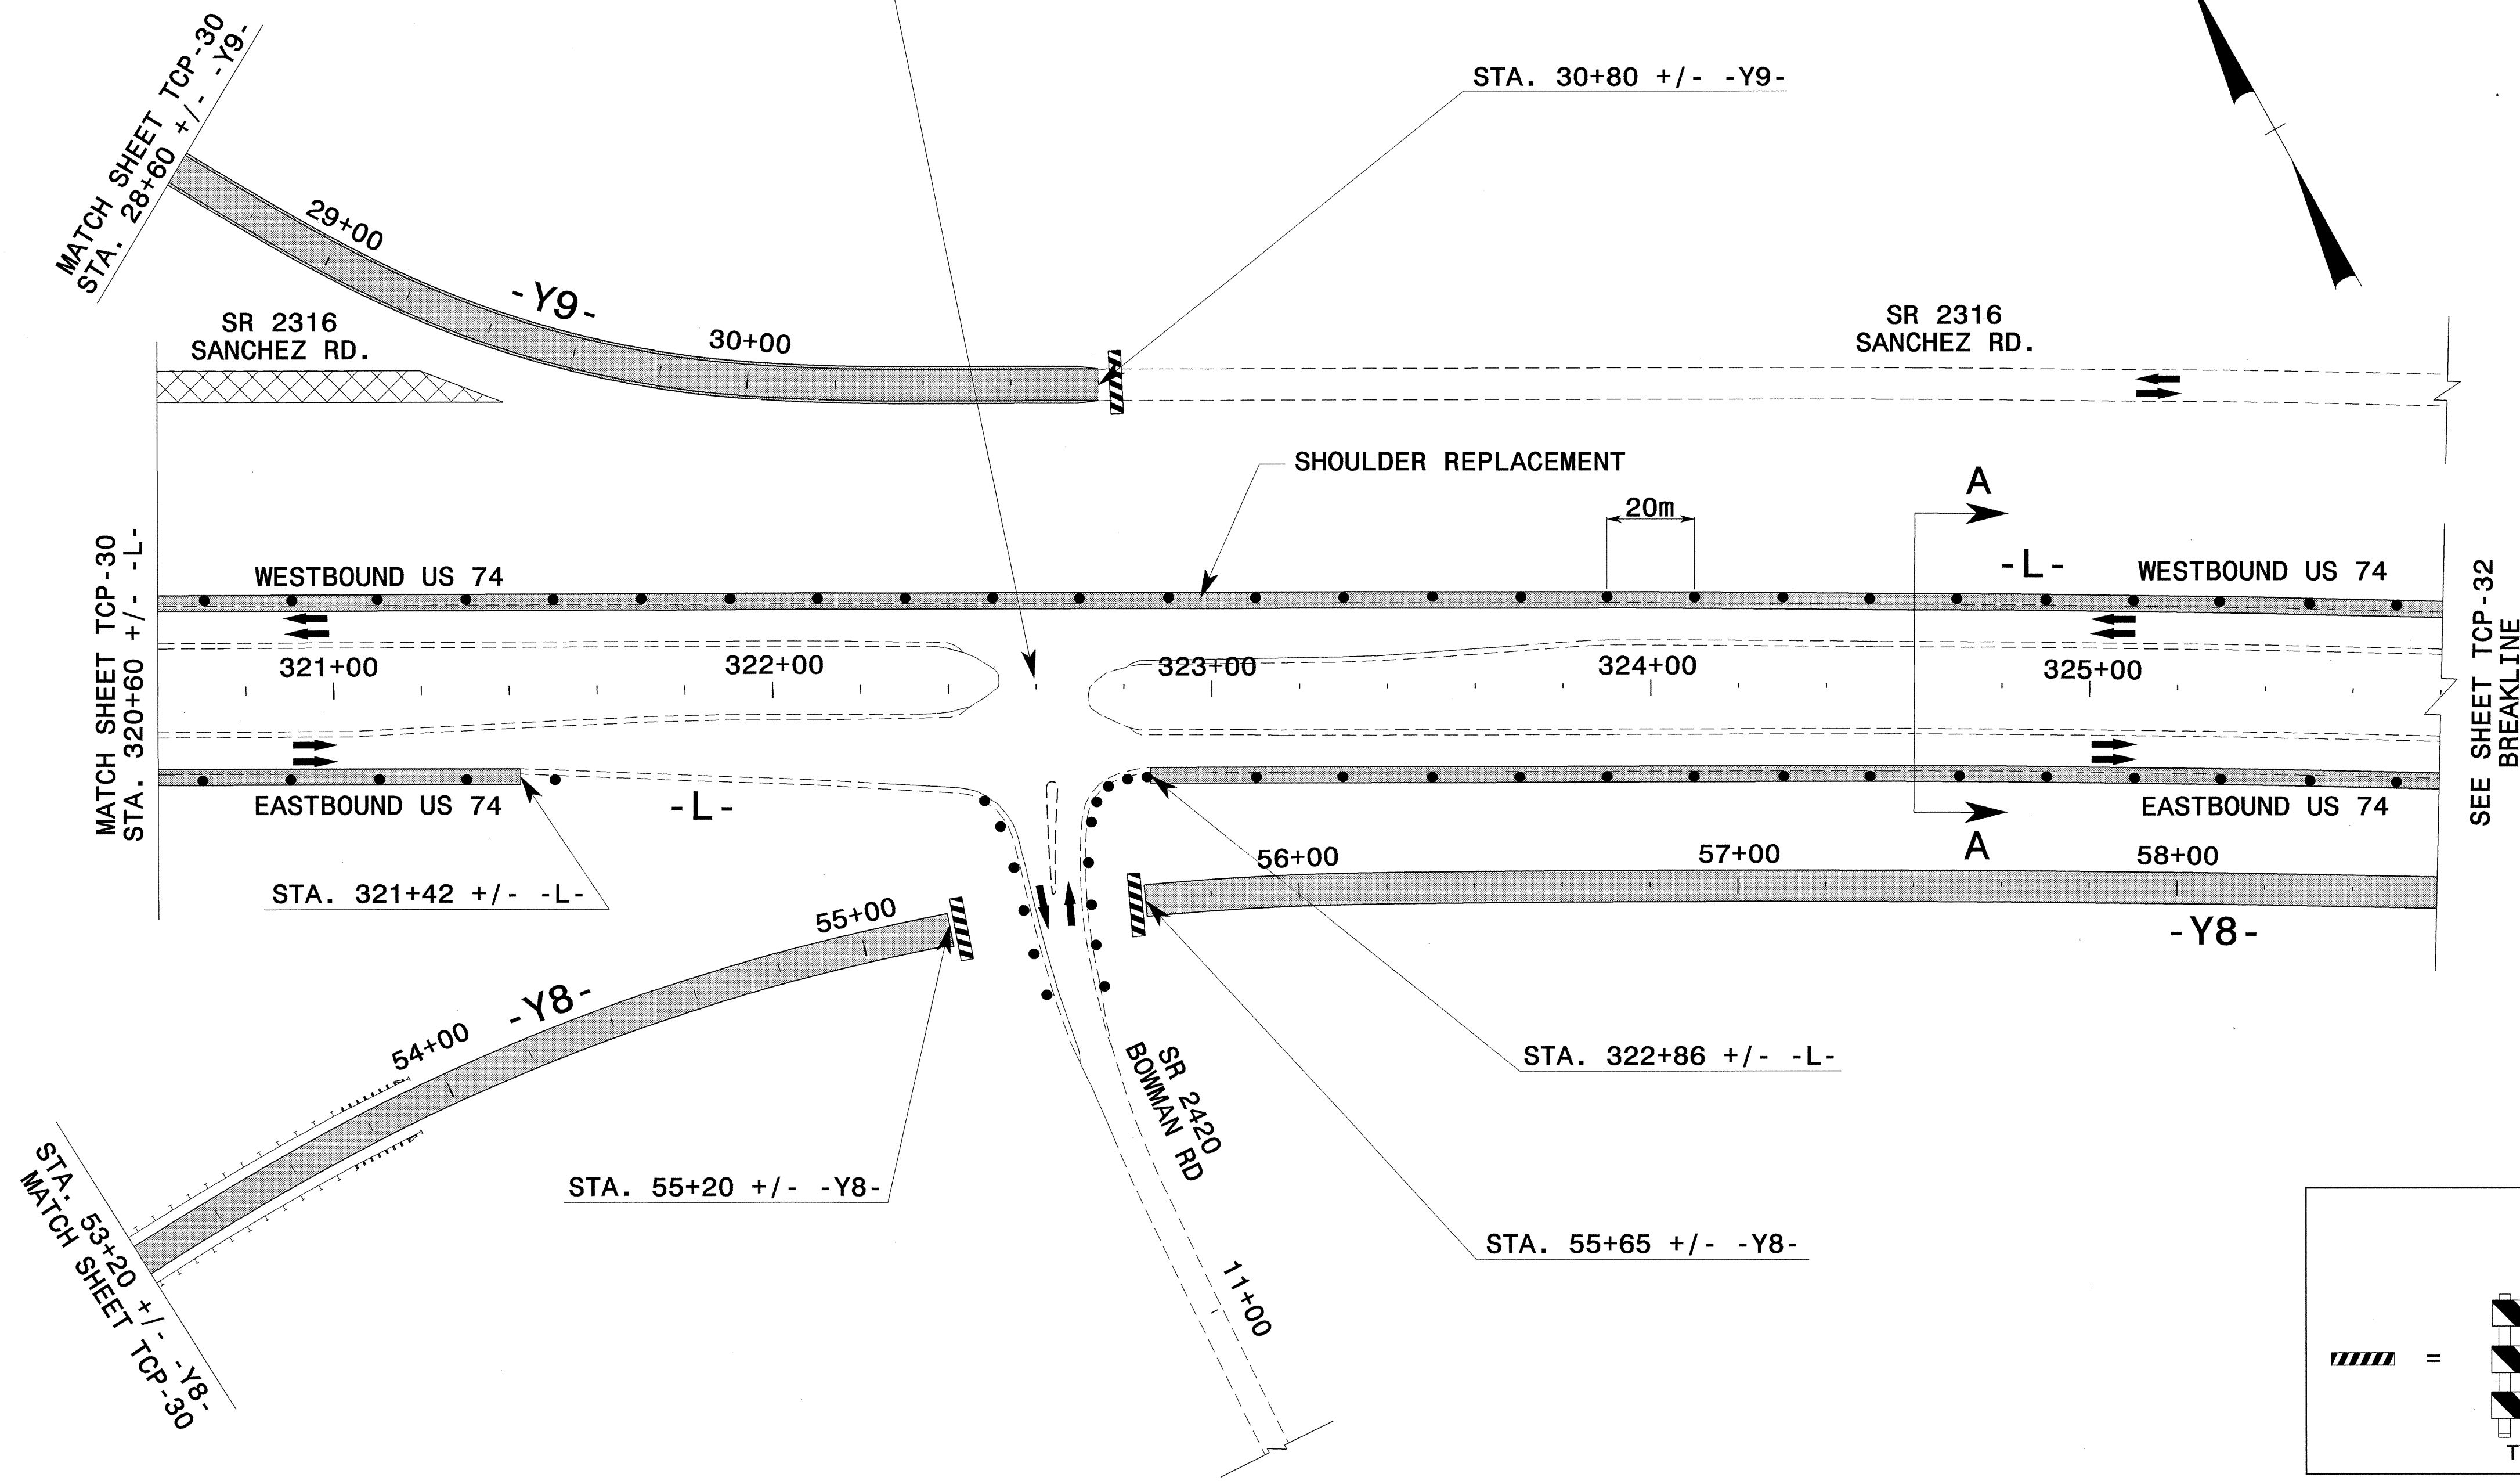 MATCH SHEET TCP-30
STA. 28+60 +/- -Y9-
STA. 30+80 +/- -Y9-
29+00
-Y9-
30+00
SR 2316
SANCHEZ RD.
SR 2316
SANCHEZ RD.
SHOULDER REPLACEMENT
20m
A
-L-
MATCH SHEET TCP-30
STA. 320+60 +/- -L-
WESTBOUND US 74
WESTBOUND US 74
321+00
322+00
323+00
324+00
325+00
SEE SHEET TCP-32
BREAKLINE
EASTBOUND US 74
-L-
EASTBOUND US 74
A
STA. 321+42 +/- -L-
55+00
56+00
57+00
58+00
-Y8-
-Y8-
54+00
STA. 322+86 +/- -L-
SR 2420
BOWMAN RD
STA. 55+20 +/- -Y8-
STA. 55+65 +/- -Y8-
STA. 53+20 +/- -Y8-
MATCH SHEET TCP-30
11+00
=
T